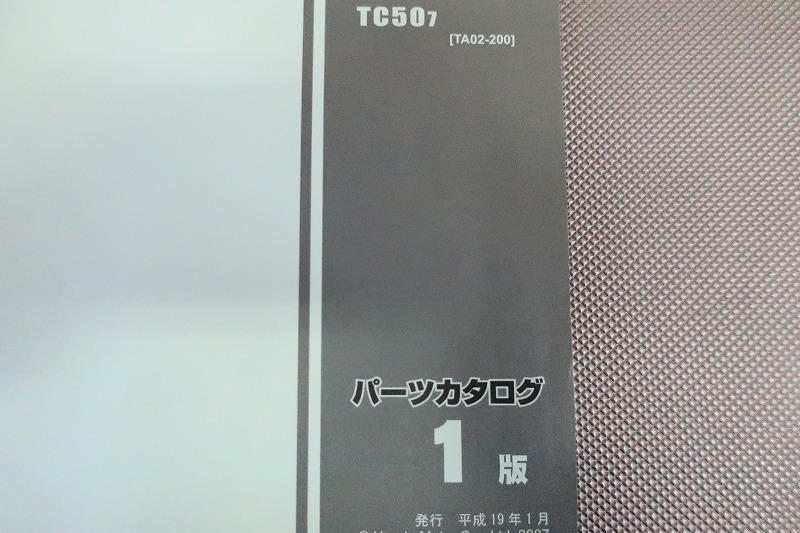 TC507
[TA02-200]
パーツカタログ
1 版
発行 平成19年1月